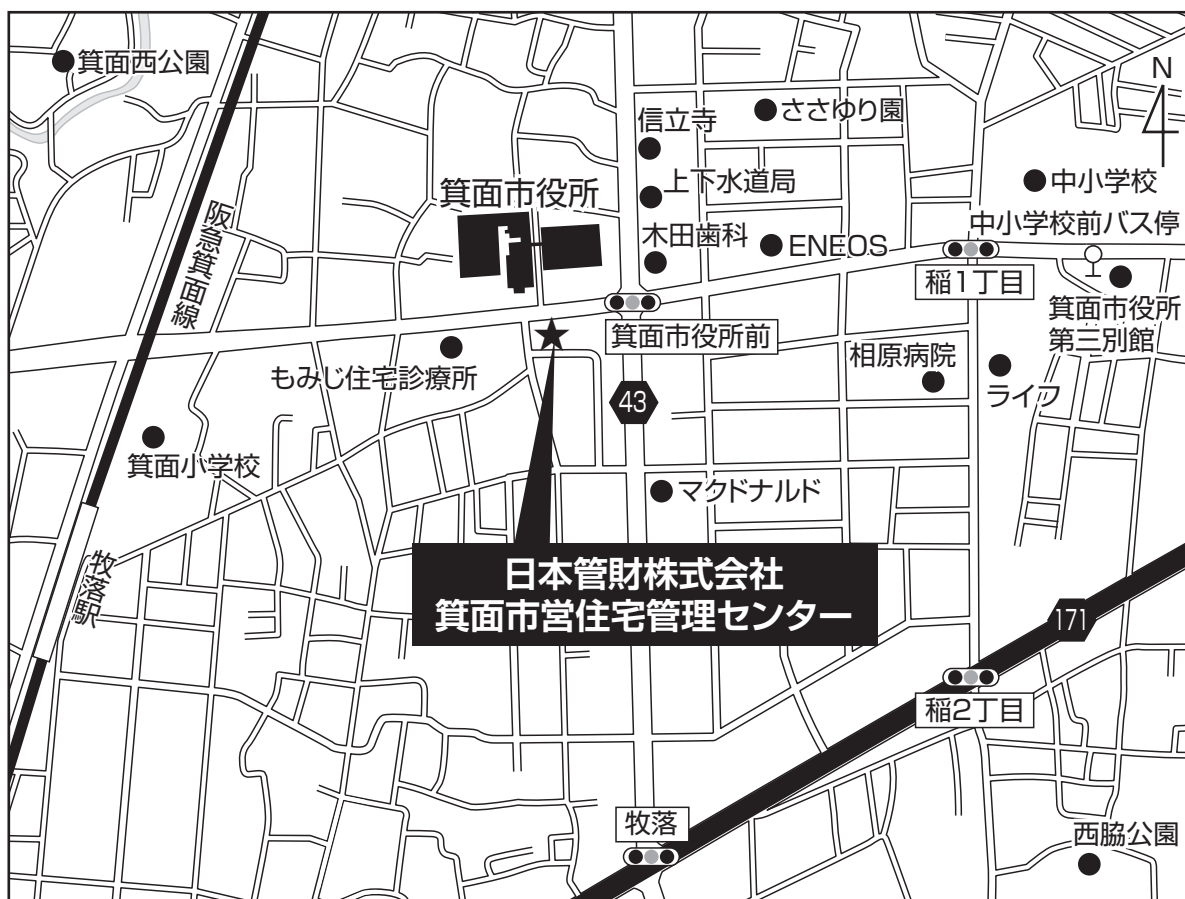 箕面西公園
ささゆり園
N
信立寺
上下水道局
中小学校
箕面市役所
木田歯科
ENEOS
中小学校前バス停
阪急箕面線
稲1丁目
箕面市役所
第三別館
箕面市役所前
相原病院
ライフ
もみじ住宅診療所
43
箕面小学校
マクドナルド
牧落駅
日本管財株式会社
箕面市営住宅管理センター
171
稲2丁目
牧落
西脇公園